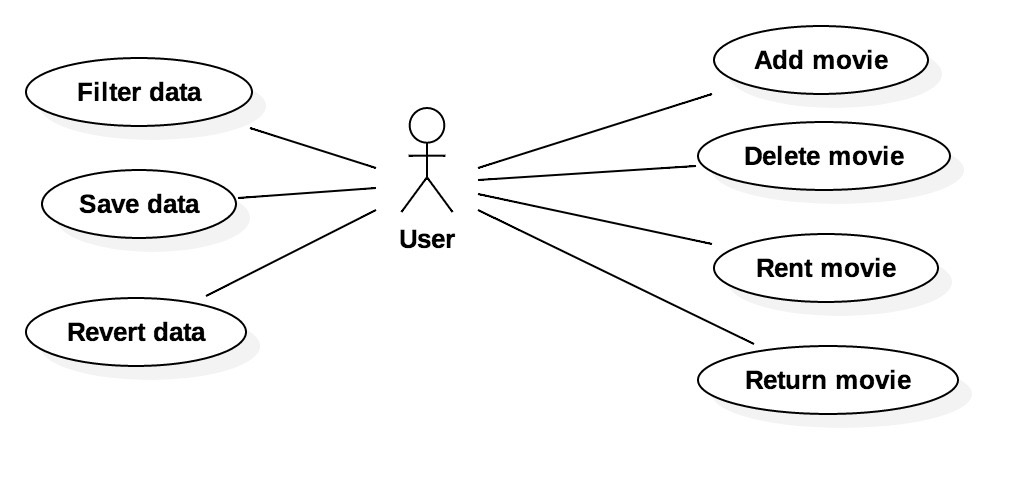 Filter data
Save data
Revert data
User
Add movie
Delete movie
Rent movie
Return movie